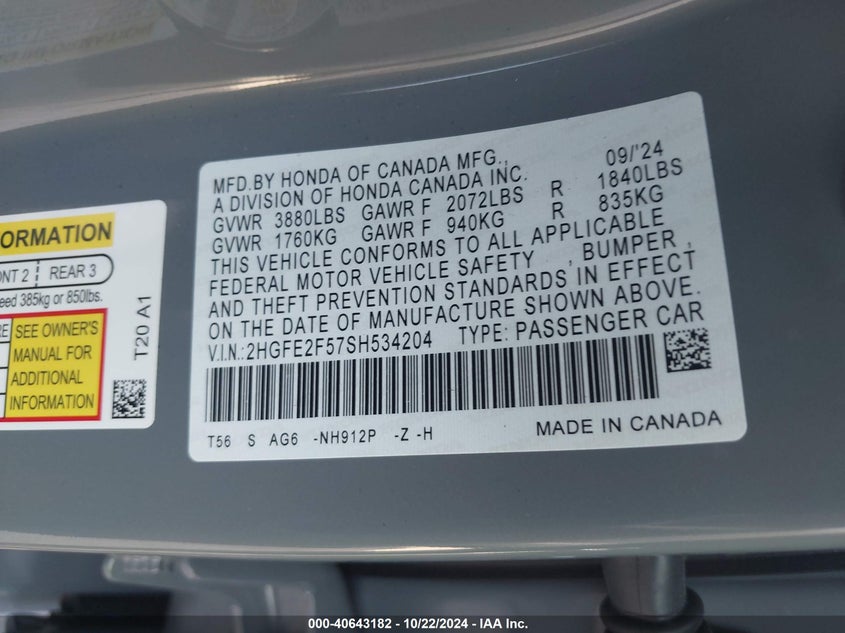 ORMATION
ONT 2 | REAR 3
eed 385kg or 850lbs.
RE
SEE OWNER'S
MANUAL FOR
ADDITIONAL
INFORMATION
T20 A1
MFD.BY HONDA OF CANADA MFG., 09/'24
A DIVISION OF HONDA CANADA INC.
GVWR 3880LBS GAWR F 2072LBS R 1840LBS
GVWR 1760KG GAWR F 940KG R 835KG
THIS VEHICLE CONFORMS TO ALL APPLICABLE
FEDERAL MOTOR VEHICLE SAFETY , BUMPER ,
AND THEFT PREVENTION STANDARDS IN EFFECT
ON THE DATE OF MANUFACTURE SHOWN ABOVE.
V.I.N.:2HGFE2F57SH534204 TYPE: PASSENGER CAR
T56 S AG6 -NH912P -Z -H MADE IN CANADA
000-40643182 - 10/22/2024 - IAA Inc.